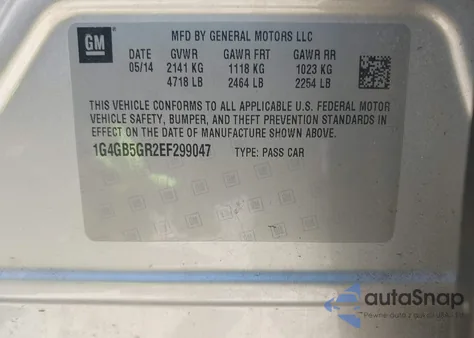 GM
MFD BY GENERAL MOTORS LLC
DATE GVWR GAWR FRT GAWR RR
05/14 2141 KG 1118 KG 1023 KG
4718 LB 2464 LB 2254 LB
THIS VEHICLE CONFORMS TO ALL APPLICABLE U.S. FEDERAL MOTOR
VEHICLE SAFETY, BUMPER, AND THEFT PREVENTION STANDARDS IN
EFFECT ON THE DATE OF MANUFACTURE SHOWN ABOVE.
1G4GB5GR2EF299047 TYPE: PASS CAR
autoSnap
Pewne auta z